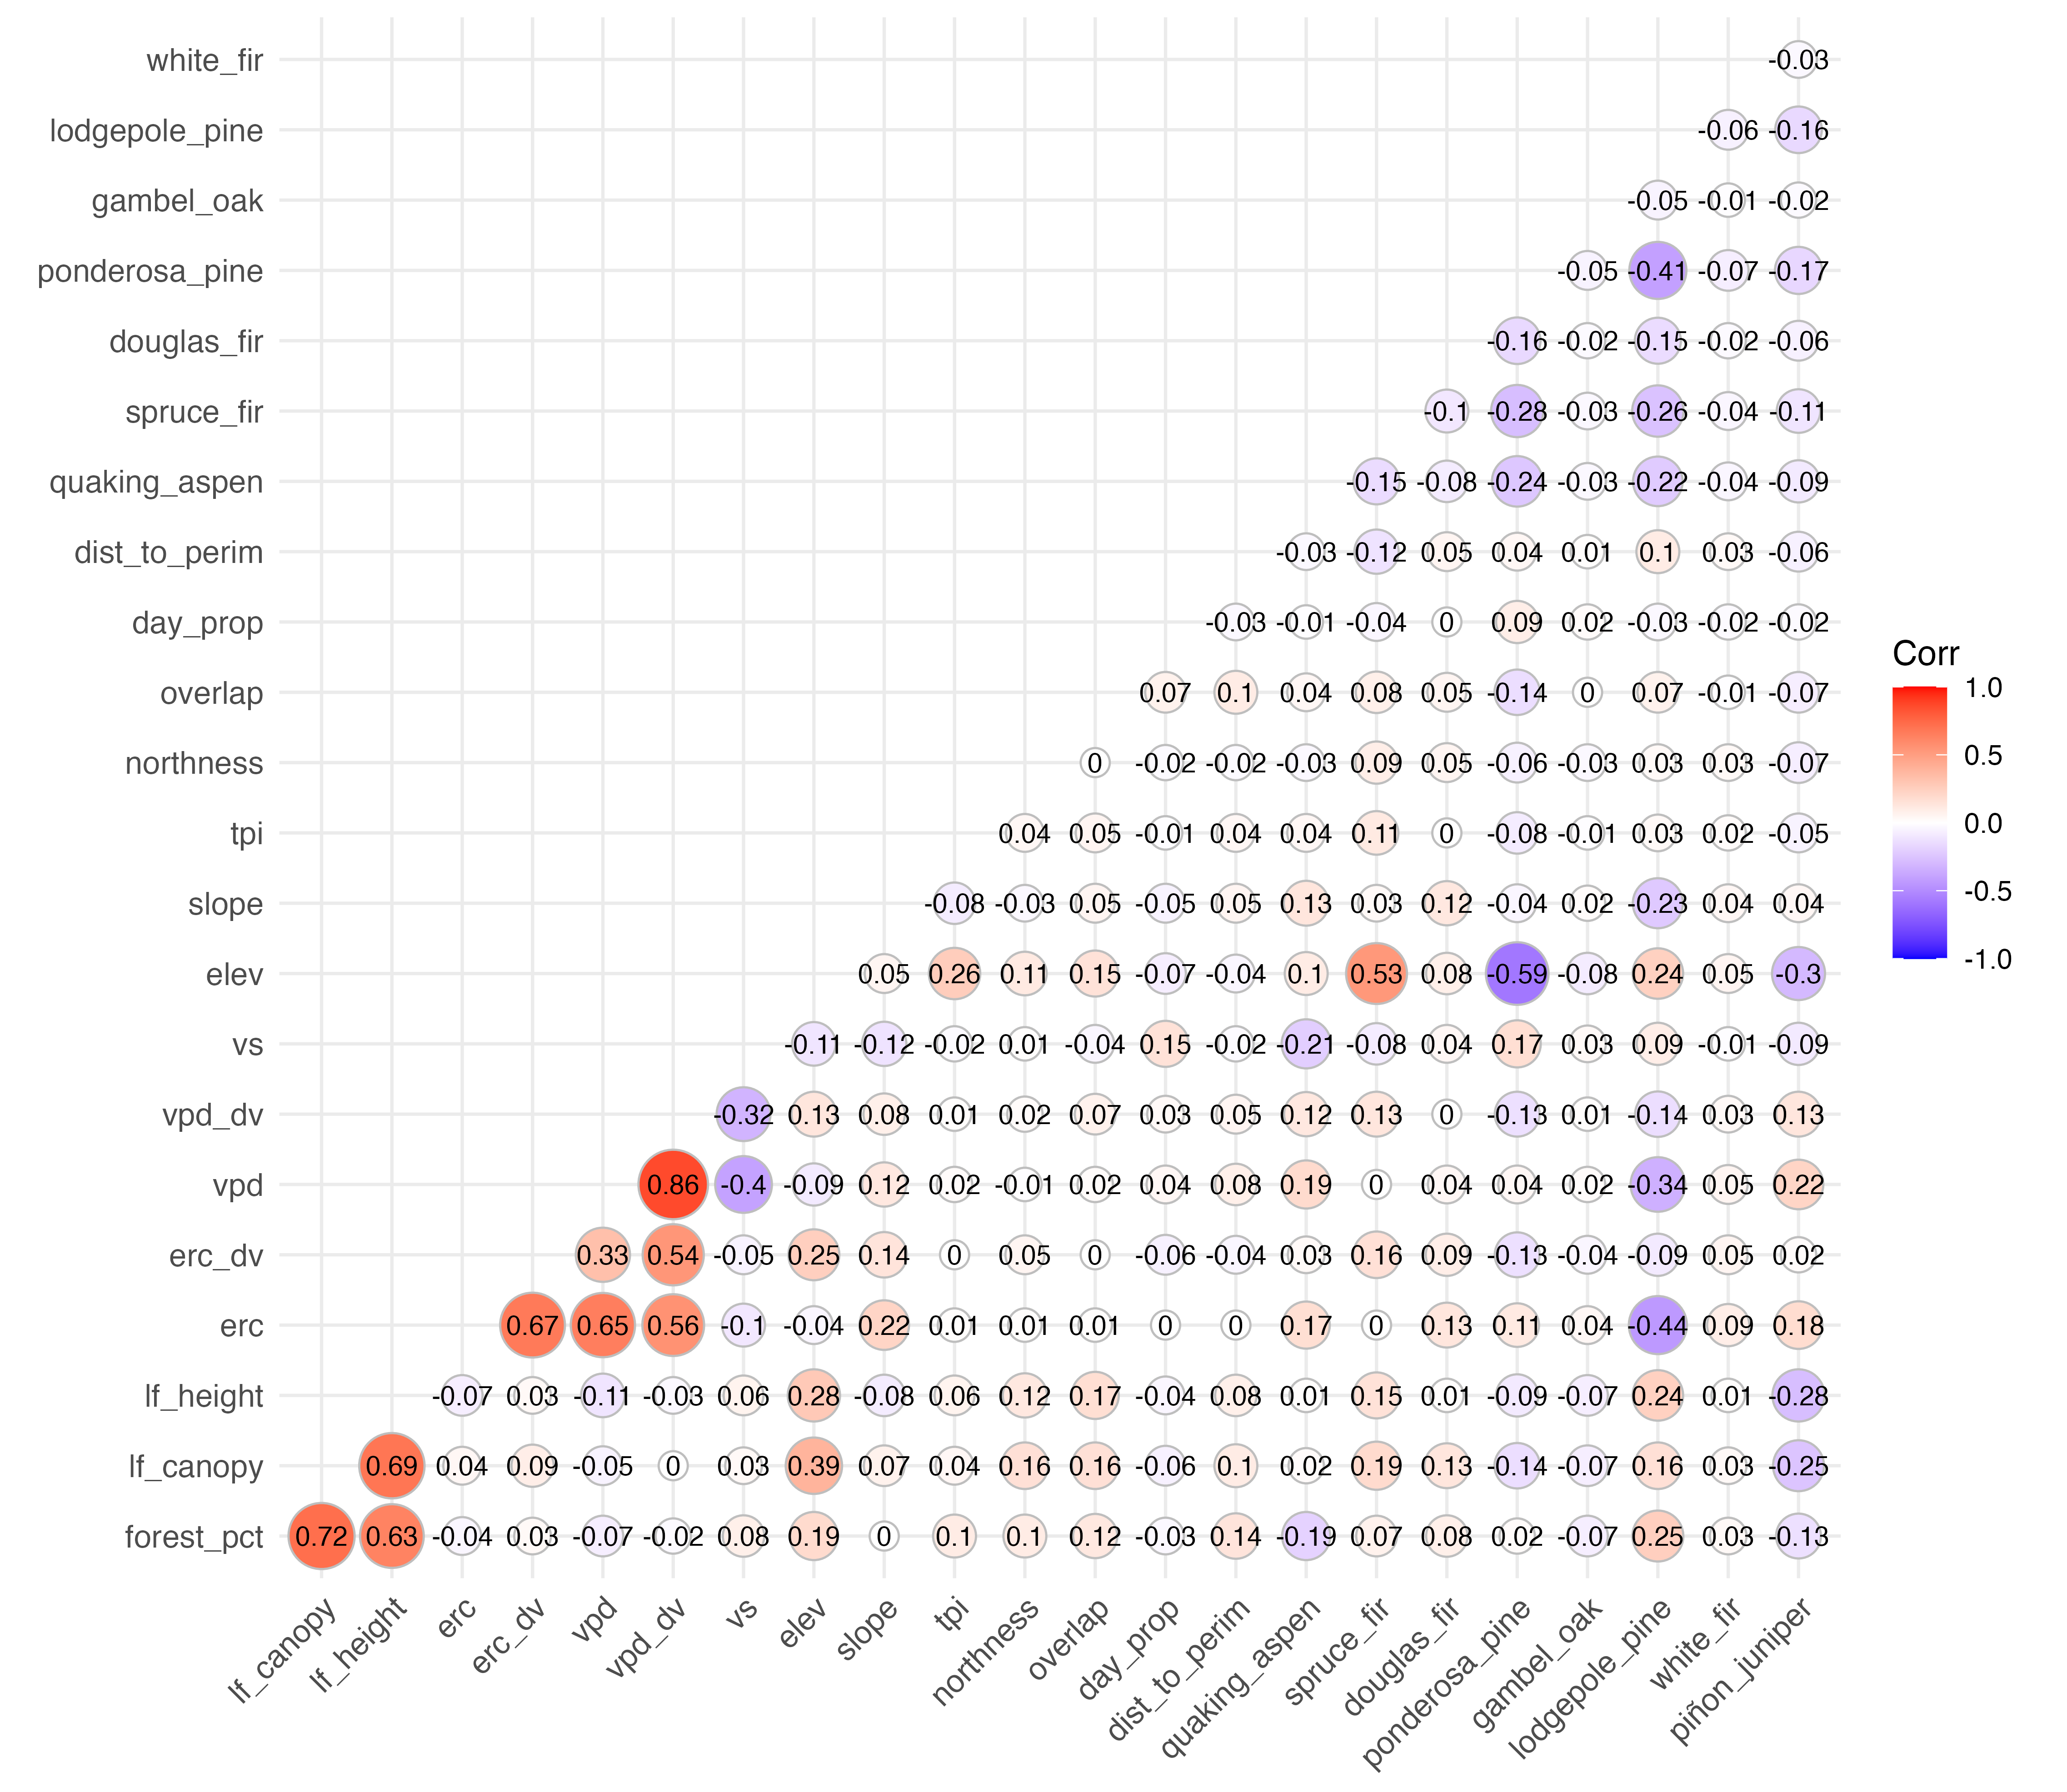 white_fir -0.03
lodgepole_pine -0.06 -0.16
gambel_oak -0.05 -0.01 -0.02
ponderosa_pine -0.05 -0.41 -0.07 -0.17
douglas_fir -0.16 -0.02 -0.15 -0.02 -0.06
spruce_fir -0.1 -0.28 -0.03 -0.26 -0.04 -0.11
quaking_aspen -0.15 -0.08 -0.24 -0.03 -0.22 -0.04 -0.09
dist_to_perim -0.03 -0.12 0.05 0.04 0.01 0.1 0.03 -0.06
day_prop -0.03 -0.01 -0.04 0 0.09 0.02 -0.03 -0.02 -0.02
overlap 0.07 0.1 0.04 0.08 0.05 -0.14 0 0.07 -0.01 -0.07
northness 0 -0.02 -0.02 -0.03 0.09 0.05 -0.06 -0.03 0.03 0.03 -0.07
tpi 0.04 0.05 -0.01 0.04 0.04 0.11 0 -0.08 -0.01 0.03 0.02 -0.05
slope -0.08 -0.03 0.05 -0.05 0.05 0.13 0.03 0.12 -0.04 0.02 -0.23 0.04 0.04
elev 0.05 0.26 0.11 0.15 -0.07 -0.04 0.1 0.53 0.08 -0.59 -0.08 0.24 0.05 -0.3
vs -0.11 -0.12 -0.02 0.01 -0.04 0.15 -0.02 -0.21 -0.08 0.04 0.17 0.03 0.09 -0.01 -0.09
vpd_dv -0.32 0.13 0.08 0.01 0.02 0.07 0.03 0.05 0.12 0.13 0 -0.13 0.01 -0.14 0.03 0.13
vpd 0.86 -0.4 -0.09 0.12 0.02 -0.01 0.02 0.04 0.08 0.19 0 0.04 0.04 0.02 -0.34 0.05 0.22
erc_dv 0.33 0.54 -0.05 0.25 0.14 0 0.05 0 -0.06 -0.04 0.03 0.16 0.09 -0.13 -0.04 -0.09 0.05 0.02
erc 0.67 0.65 0.56 -0.1 -0.04 0.22 0.01 0.01 0.01 0 0 0.17 0 0.13 0.11 0.04 -0.44 0.09 0.18
lf_height -0.07 0.03 -0.11 -0.03 0.06 0.28 -0.08 0.06 0.12 0.17 -0.04 0.08 0.01 0.15 0.01 -0.09 -0.07 0.24 0.01 -0.28
lf_canopy 0.69 0.04 0.09 -0.05 0 0.03 0.39 0.07 0.04 0.16 0.16 -0.06 0.1 0.02 0.19 0.13 -0.14 -0.07 0.16 0.03 -0.25
forest_pct 0.72 0.63 -0.04 0.03 -0.07 -0.02 0.08 0.19 0 0.1 0.1 0.12 -0.03 0.14 -0.19 0.07 0.08 0.02 -0.07 0.25 0.03 -0.13
lf_canopy
lf_height
erc
erc_dv
vpd
vpd_dv
vs
elev
slope
tpi
northness
overlap
day_prop
dist_to_perim
quaking_aspen
spruce_fir
douglas_fir
ponderosa_pine
gambel_oak
lodgepole_pine
white_fir
piñon_juniper
Corr
1.0
0.5
0.0
-0.5
-1.0